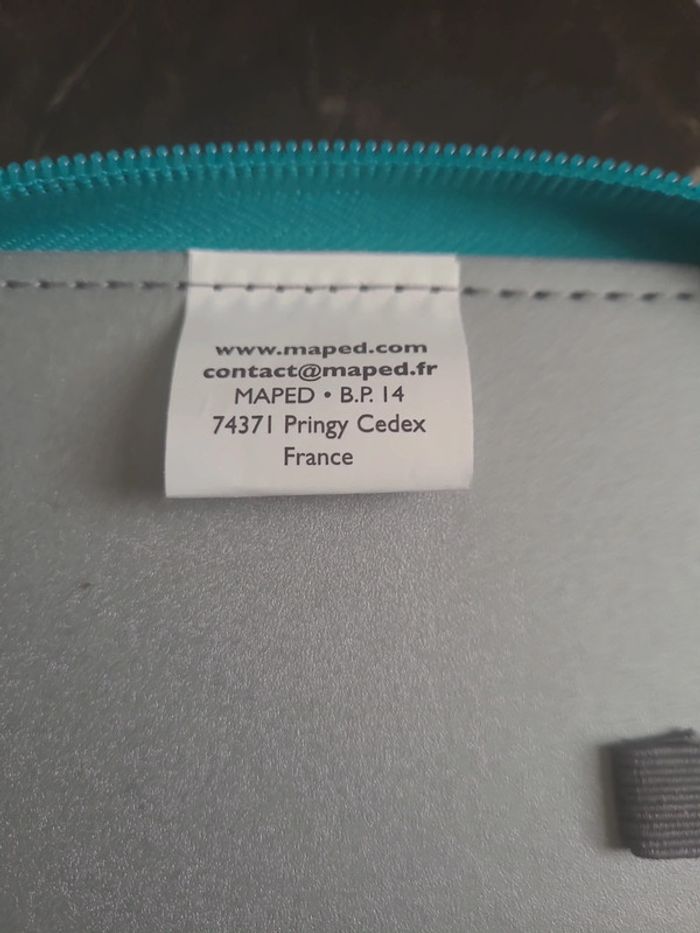 www.maped.com
contact@maped.fr
MAPED • B.P. 14
74371 Pringy Cedex
France